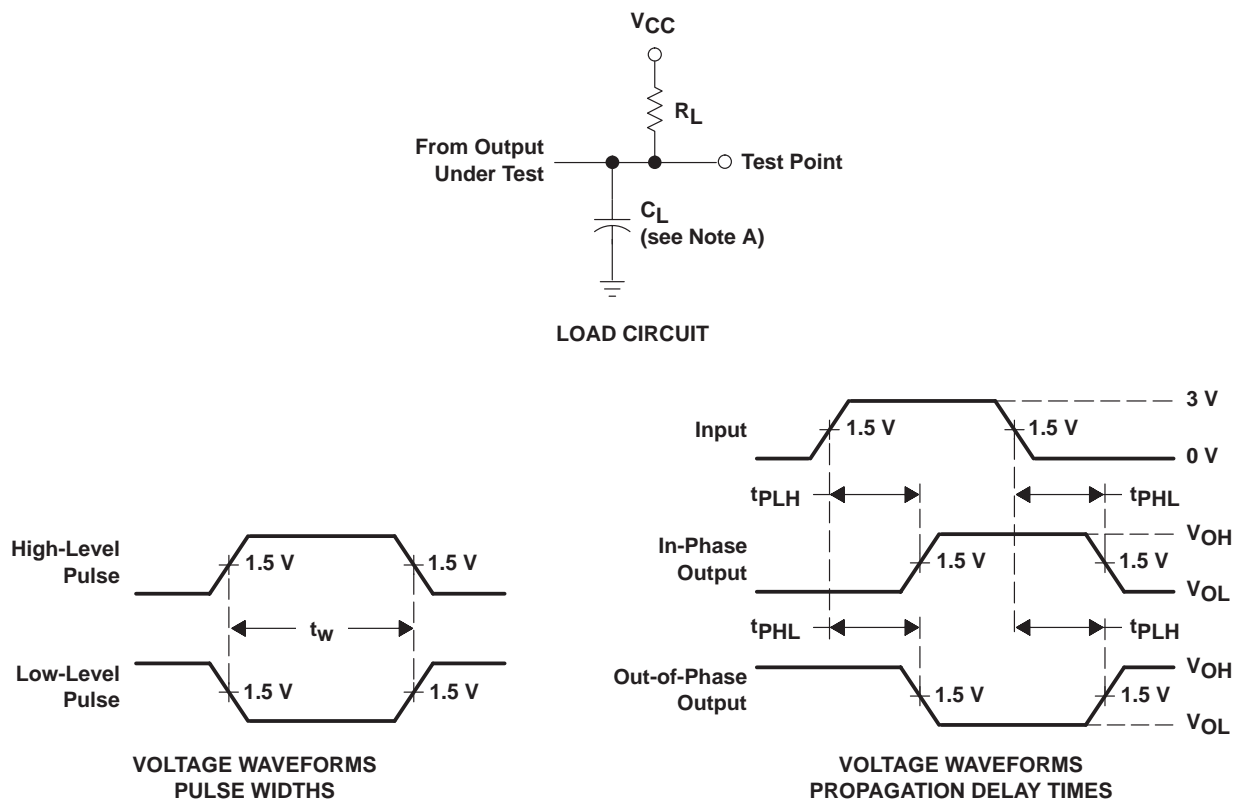 VCC
RL
From Output
Under Test
Test Point
CL
(see Note A)
LOAD CIRCUIT
High-Level
Pulse
1.5 V
1.5 V
tw
Low-Level
Pulse
1.5 V
1.5 V
VOLTAGE WAVEFORMS
PULSE WIDTHS
Input
1.5 V
1.5 V
3 V
0 V
tPLH
tPHL
In-Phase
Output
1.5 V
1.5 V
VOH
VOL
tPHL
tPLH
Out-of-Phase
Output
1.5 V
1.5 V
VOH
VOL
VOLTAGE WAVEFORMS
PROPAGATION DELAY TIMES